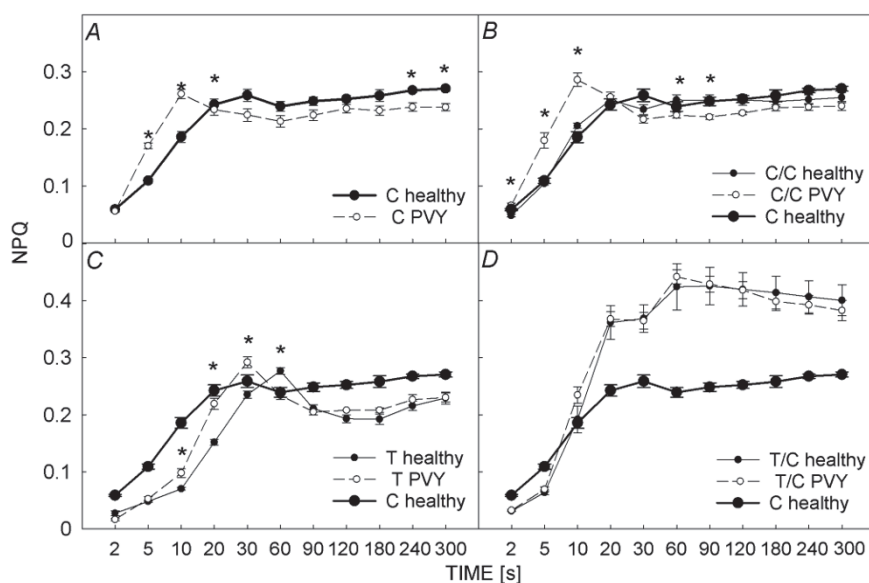 A
B
0.3
0.2
0.1
0
* * * * *
* * * * *
C healthy
C PVY
C/C healthy
C/C PVY
C healthy
NPQ
C
D
0.4
0.3
0.2
0.1
0
* * * *
T healthy
T PVY
C healthy
T/C healthy
T/C PVY
C healthy
2 5 10 20 30 60 90 120 180 240 300
2 5 10 20 30 60 90 120 180 240 300
TIME [s]